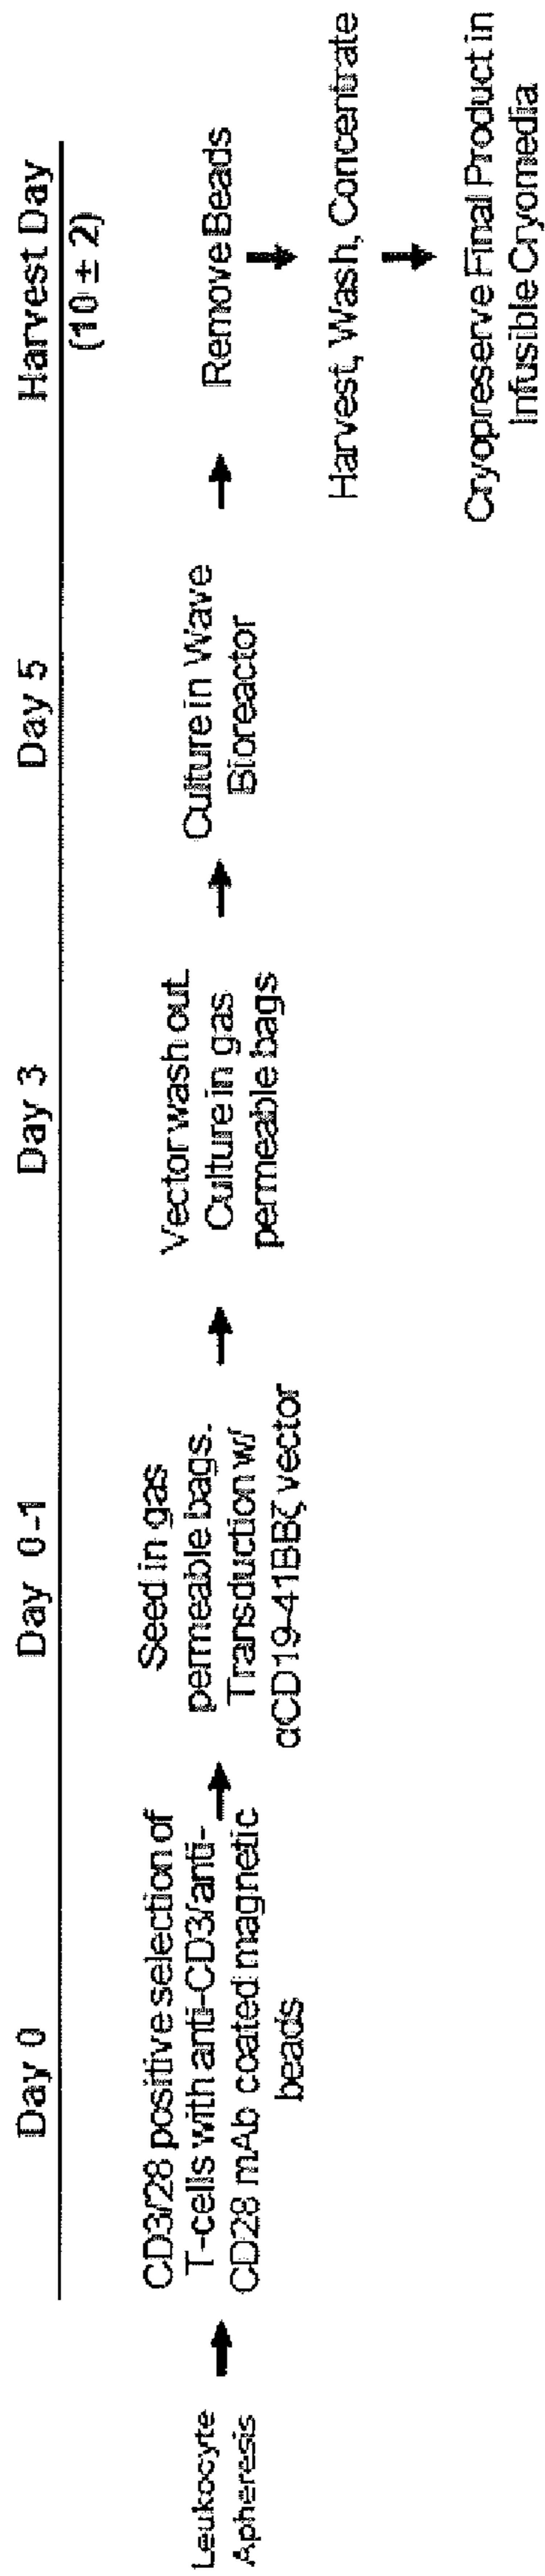 Day 0
Day 0-1
Day 3
Day 5
Harvest Day
(10 ± 2)
Leukocyte
Apheresis
CD3/28 positive selection of
T-cells with anti-CD3/anti-
CD28 mAb coated magnetic
beads
Seed in gas
permeable bags.
Transduction w/
αCD19-41BBζ vector
Vector wash out.
Culture in gas
permeable bags
Culture in Wave
Bioreactor
Remove Beads
Harvest, Wash, Concentrate
Cryopreserve Final Product in
Infusible Cryomedia